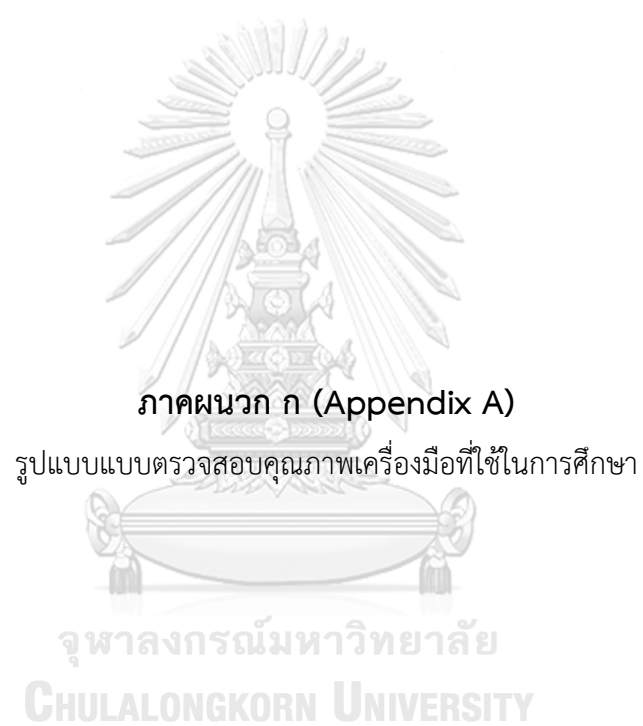 ภาคผนวก ก (Appendix A)
รูปแบบแบบตรวจสอบคุณภาพเครื่องมือที่ใช้ในการศึกษา
จุฬาลงกรณ์มหาวิทยาลัย
CHULALONGKORN UNIVERSITY